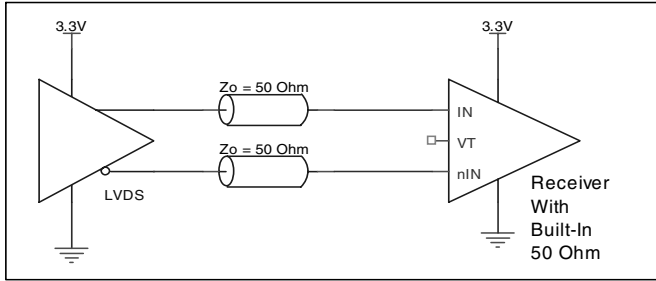 3.3V
3.3V
Zo = 50 Ohm
IN
VT
Zo = 50 Ohm
nIN
LVDS
Receiver
With
Built-In
50 Ohm